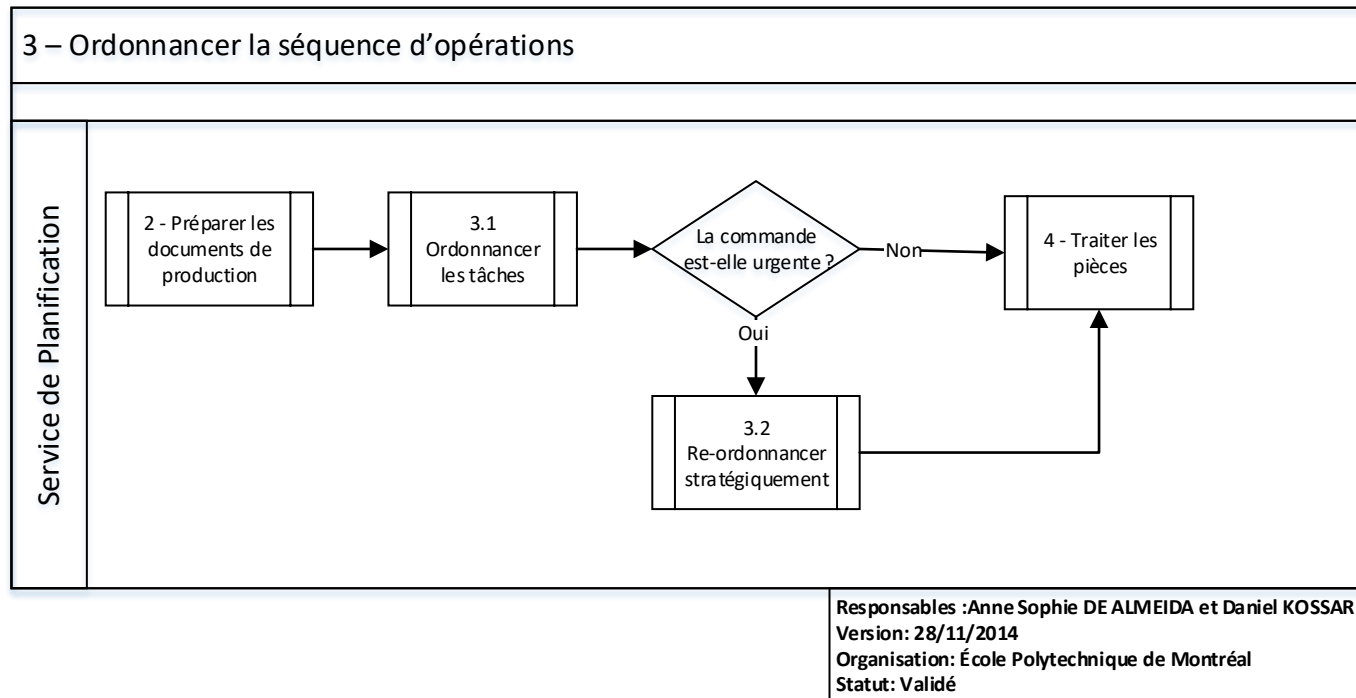 3 – Ordonnancer la séquence d’opérations
Service de Planification
2 - Préparer les
documents de
production
3.1
Ordonnancer
les tâches
La commande
est-elle urgente ?
Non
4 - Traiter les
pièces
Oui
3.2
Re-ordonnancer
stratégiquement
Responsables :Anne Sophie DE ALMEIDA et Daniel KOSSAR
Version: 28/11/2014
Organisation: École Polytechnique de Montréal
Statut: Validé